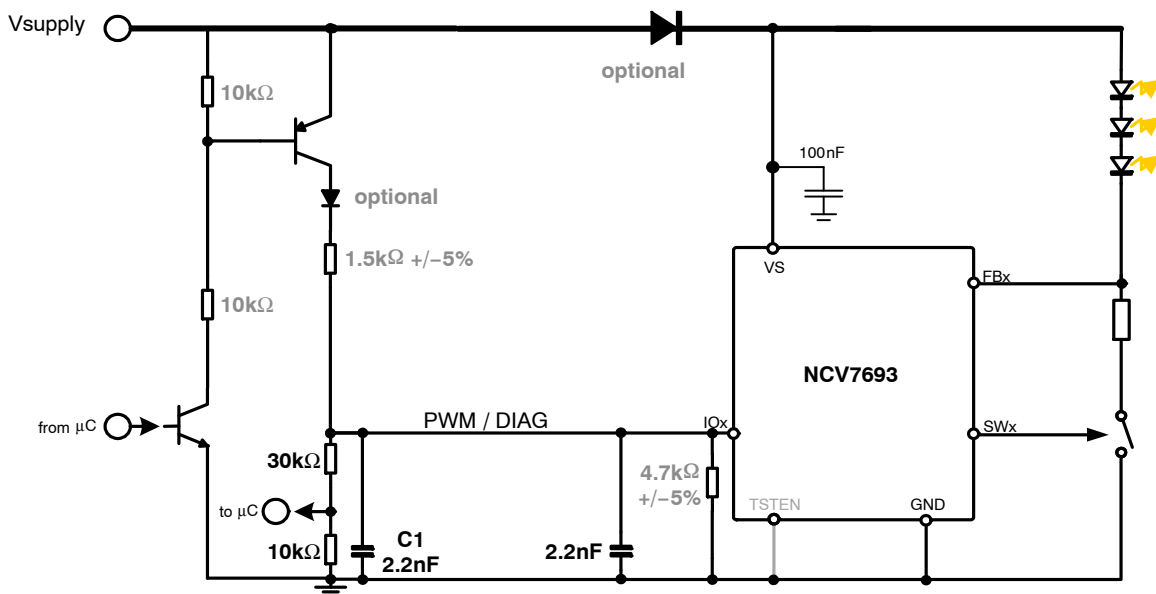 Vsupply
optional
10kΩ
100nF
optional
1.5kΩ +/−5%
VS
FBx
10kΩ
NCV7693
from µC
PWM / DIAG
IOx
SWx
30kΩ
4.7kΩ
+/−5%
to µC
TSTEN
GND
10kΩ
C1
2.2nF
2.2nF